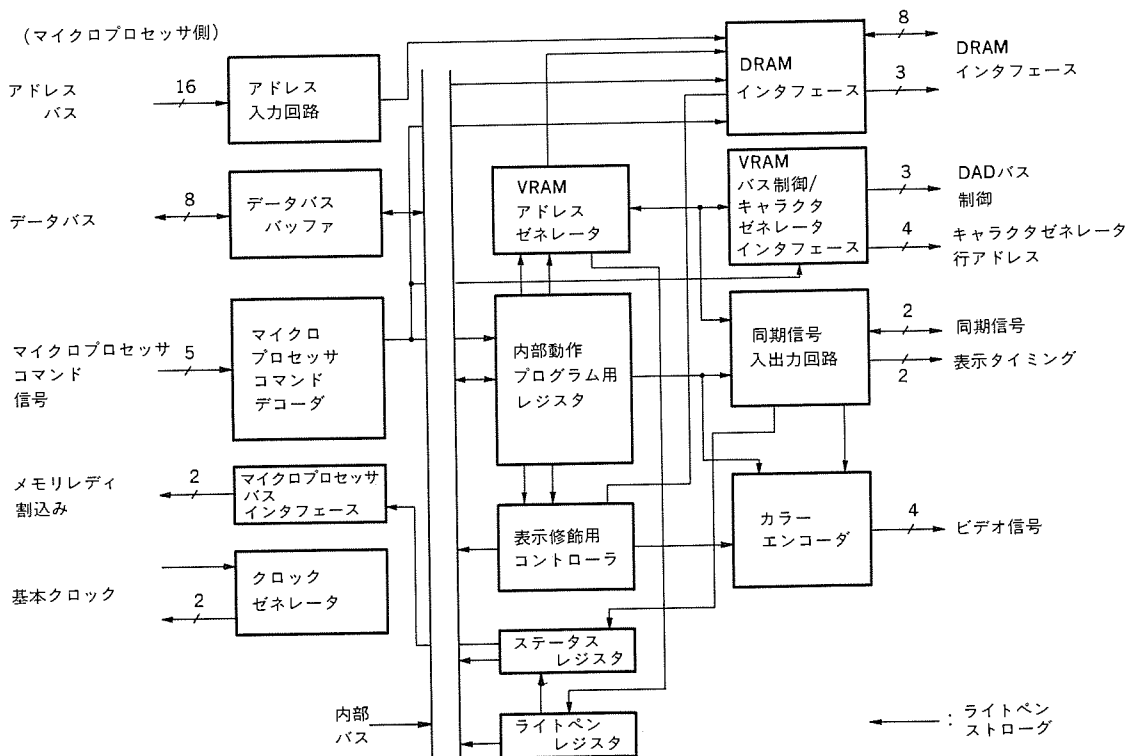 (マイクロプロセッサ側)
アドレス
バス
16
アドレス
入力回路
データバス
8
データバス
バッファ
マイクロプロセッサ
コマンド
信号
5
マイクロ
プロセッサ
コマンド
デコーダ
メモリレディ
割込み
2
マイクロプロセッサ
バス
インタフェース
基本クロック
2
クロック
ゼネレータ
内部
バス
VRAM
アドレス
ゼネレータ
内部動作
プログラム用
レジスタ
表示修飾用
コントローラ
ステータス
レジスタ
ライトペン
レジスタ
DRAM
インタフェース
8
3
DRAM
インタフェース
VRAM
バス制御/
キャラクタ
ゼネレータ
インタフェース
3
DADバス
制御
4
キャラクタゼネレータ
行アドレス
同期信号
入出力回路
2
同期信号
2
表示タイミング
カラー
エンコーダ
4
ビデオ信号
: ライトペン
ストローグ